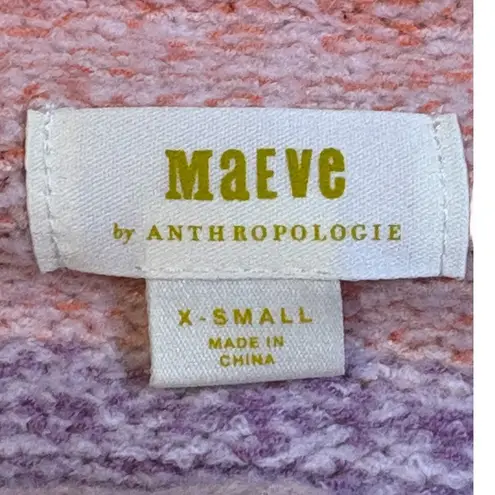 MaEVe
by ANTHROPOLOGIE
X-SMALL
MADE IN
CHINA